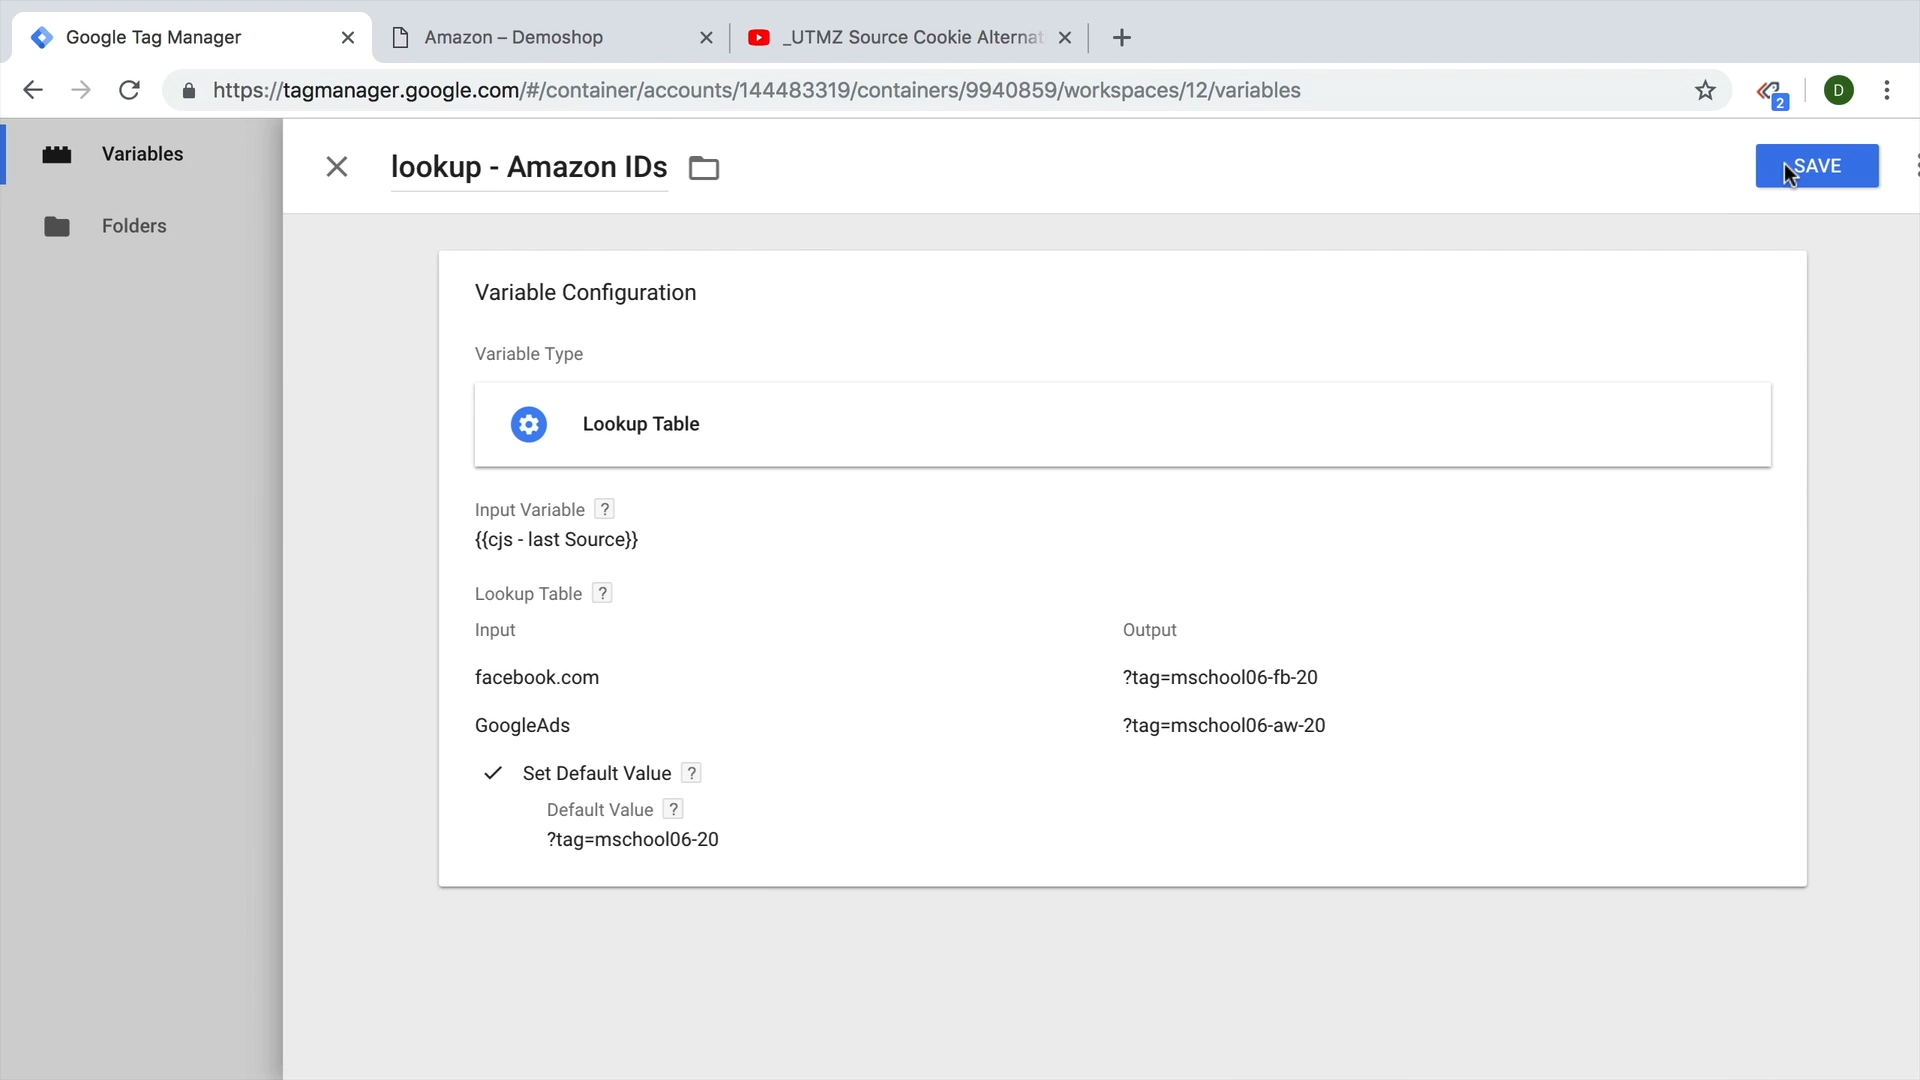 Google Tag Manager
Amazon – Demoshop
_UTMZ Source Cookie Alternat
https://tagmanager.google.com/#/container/accounts/144483319/containers/9940859/workspaces/12/variables
2
D
Variables
Folders
lookup - Amazon IDs
SAVE
Variable Configuration
Variable Type
Lookup Table
Input Variable ?
{{cjs - last Source}}
Lookup Table ?
Input Output
facebook.com ?tag=mschool06-fb-20
GoogleAds ?tag=mschool06-aw-20
Set Default Value ?
Default Value ?
?tag=mschool06-20